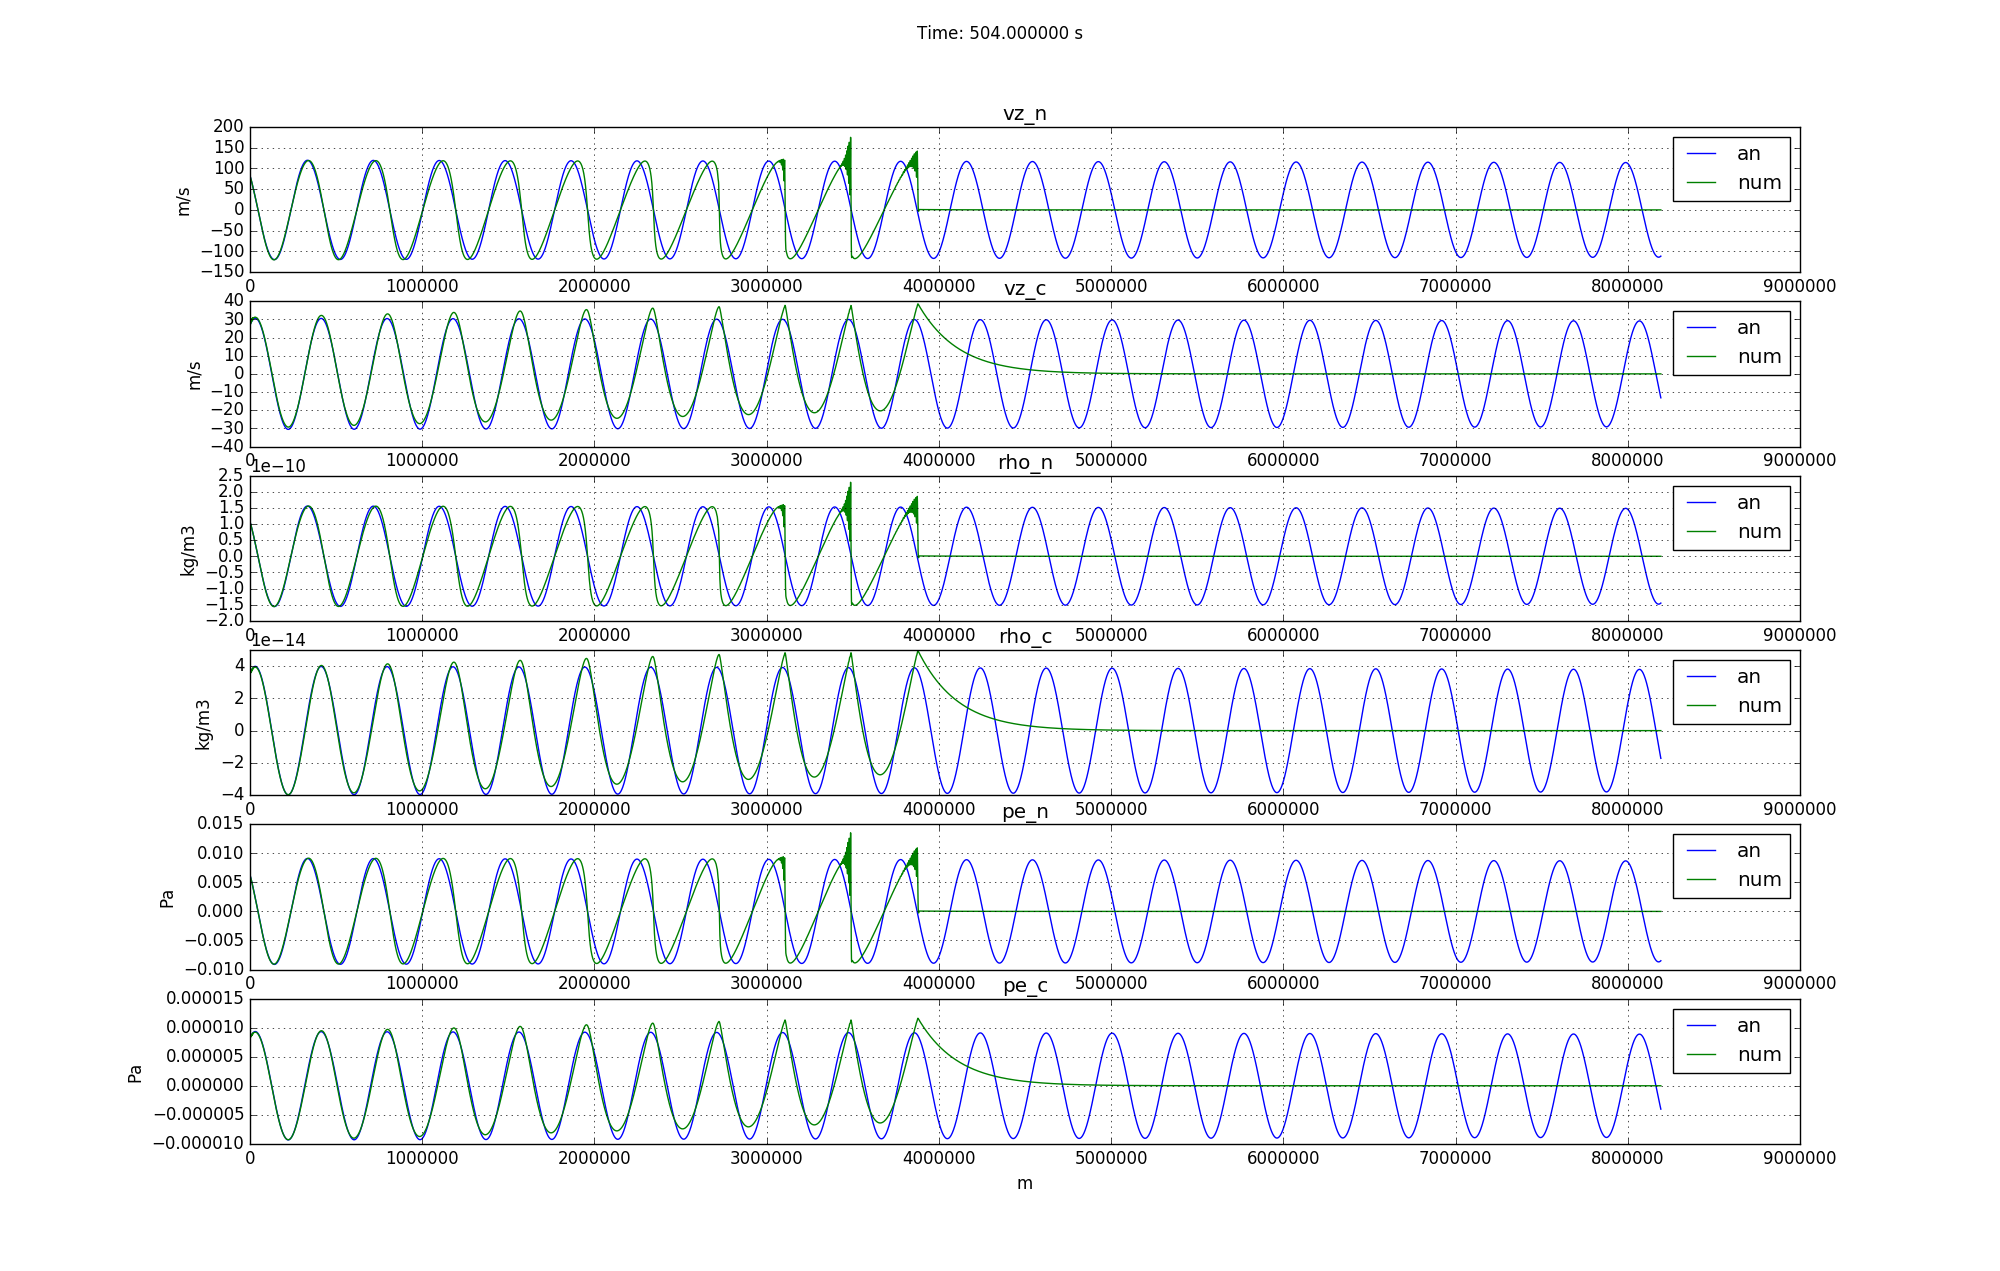 Time: 504.000000 s
vz_n
200
150
100
50
0
−50
−100
−150
m/s
an
num
0 1000000 2000000 3000000 4000000 5000000 6000000 7000000 8000000 9000000
vz_c
40
30
20
10
0
−10
−20
−30
−40
m/s
an
num
0 1000000 2000000 3000000 4000000 5000000 6000000 7000000 8000000 9000000
1e−10
rho_n
2.5
2.0
1.5
1.0
0.5
0.0
−0.5
−1.0
−1.5
−2.0
kg/m3
an
num
0 1000000 2000000 3000000 4000000 5000000 6000000 7000000 8000000 9000000
1e−14
rho_c
4
2
0
−2
−4
kg/m3
an
num
0 1000000 2000000 3000000 4000000 5000000 6000000 7000000 8000000 9000000
pe_n
0.015
0.010
0.005
0.000
−0.005
−0.010
Pa
an
num
0 1000000 2000000 3000000 4000000 5000000 6000000 7000000 8000000 9000000
pe_c
0.000015
0.000010
0.000005
0.000000
−0.000005
−0.000010
Pa
an
num
0 1000000 2000000 3000000 4000000 5000000 6000000 7000000 8000000 9000000
m